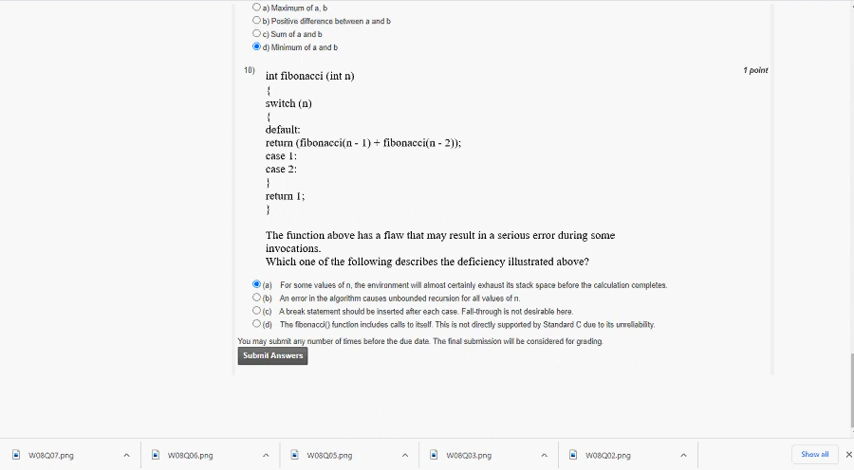 a) Maximum of a, b
b) Positive difference between a and b
c) Sum of a and b
d) Minimum of a and b
10)
1 point
int fibonacci (int n)
{
switch (n)
{
default:
return (fibonacci(n - 1) + fibonacci(n - 2));
case 1:
case 2:
}
return 1;
}
The function above has a flaw that may result in a serious error during some
invocations.
Which one of the following describes the deficiency illustrated above?
(a) For some values of n, the environment will almost certainly exhaust its stack space before the calculation completes.
(b) An error in the algorithm causes unbounded recursion for all values of n.
(c) A break statement should be inserted after each case. Fall-through is not desirable here.
(d) The fibonacci() function includes calls to itself. This is not directly supported by Standard C due to its unreliability.
You may submit any number of times before the due date. The final submission will be considered for grading.
Submit Answers
W08Q07.png
W08Q06.png
W08Q05.png
W08Q03.png
W08Q02.png
Show all